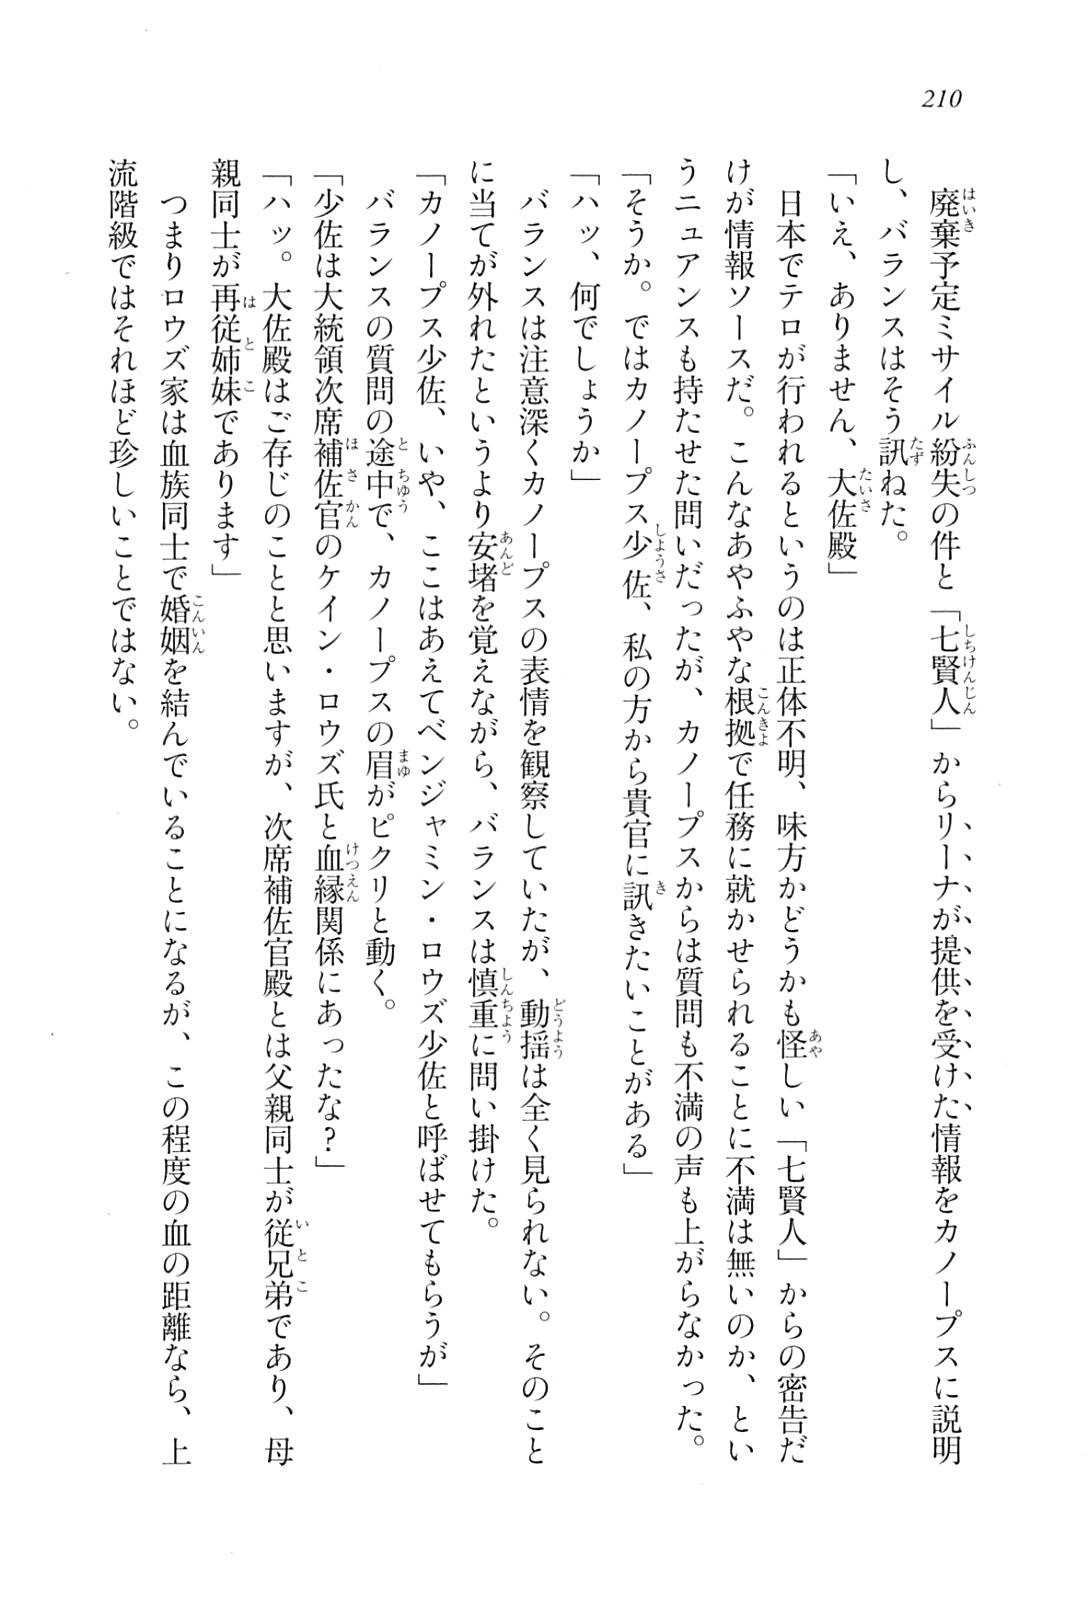 210
廃棄予定ミサイル紛失の件と「七賢人」からリーナが提供を受けた情報をカノープスに説明
し、バランスはそう訊ねた。
「いえ、ありません、大佐殿」
日本でテロが行われるというのは正体不明、味方かどうかも怪しい「七賢人」からの密告だ
けが情報ソースだ。こんなあやふやな根拠で任務に就かせられることに不満は無いのか、とい
うニュアンスも持たせた問いだったが、カノープスからは質問も不満の声も上がらなかった。
「そうか。ではカノープス少佐、私の方から貴官に訊きたいことがある」
「ハッ、何でしょうか」
バランスは注意深くカノープスの表情を観察していたが、動揺は全く見られない。そのこと
に当てが外れたというより安堵を覚えながら、バランスは慎重に問い掛けた。
「カノープス少佐、いや、ここはあえてベンジャミン・ロウズ少佐と呼ばせてもらうが」
バランスの質問の途中で、カノープスの眉がピクリと動く。
「少佐は大統領次席補佐官のケイン・ロウズ氏と血縁関係にあったな?」
「ハッ。大佐殿はご存じのことと思いますが、次席補佐官殿とは父親同士が従兄弟であり、母
親同士が再従姉妹であります」
つまりロウズ家は血族同士で婚姻を結んでいることになるが、この程度の血の距離なら、上
流階級ではそれほど珍しいことではない。